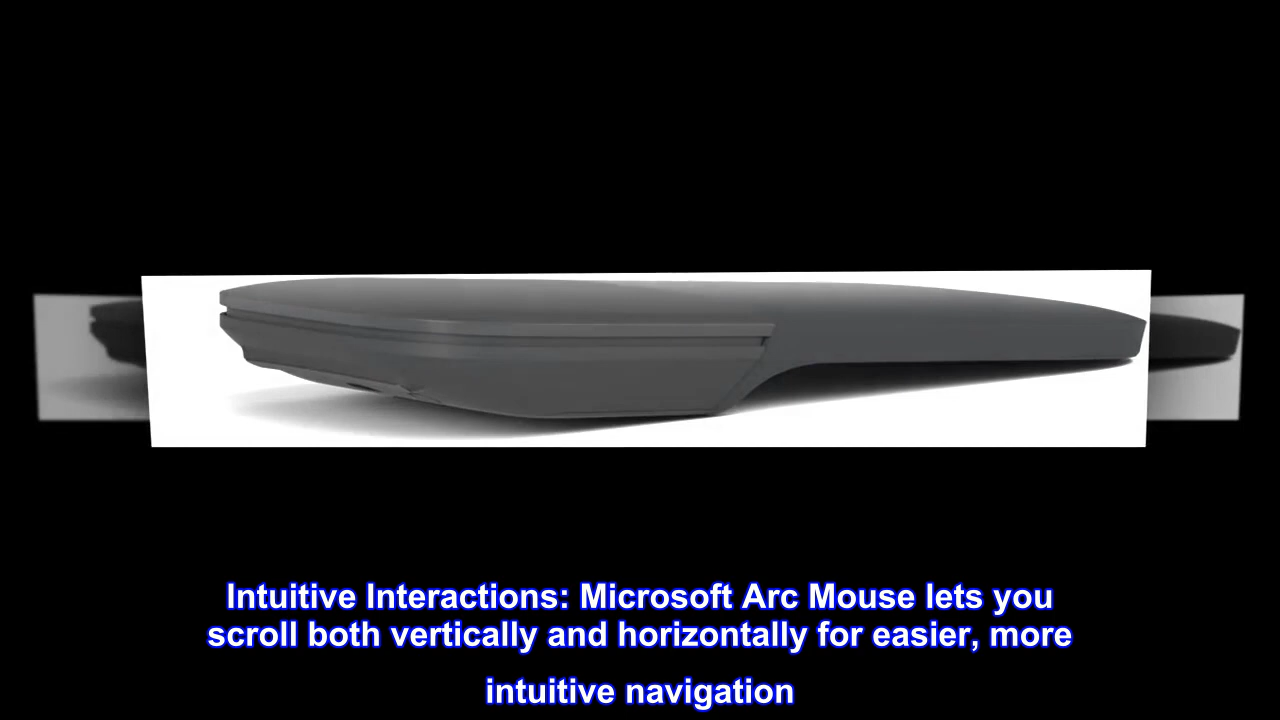 Intuitive Interactions: Microsoft Arc Mouse lets you
scroll both vertically and horizontally for easier, more
intuitive navigation